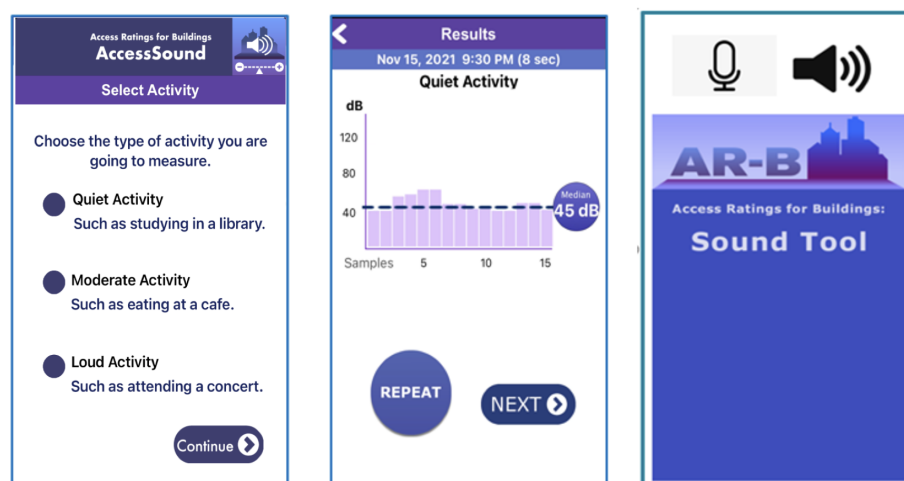 Access Ratings for Buildings
AccessSound
Select Activity
Choose the type of activity you are
going to measure.
Quiet Activity
Such as studying in a library.
Moderate Activity
Such as eating at a cafe.
Loud Activity
Such as attending a concert.
Continue
Results
Nov 15, 2021 9:30 PM (8 sec)
Quiet Activity
dB
120
80
40
Median
45 dB
Samples 5 10 15
REPEAT
NEXT
AR-B
Access Ratings for Buildings:
Sound Tool